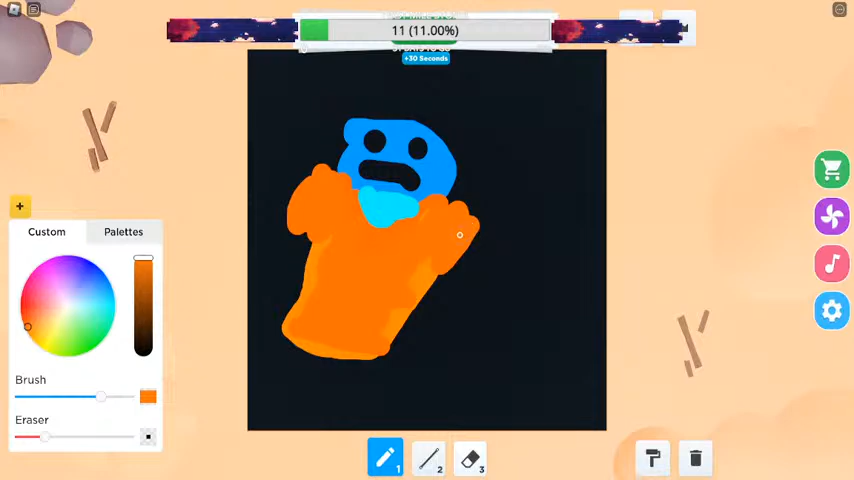 11 (11.00%)
+30 Seconds
+
Custom
Palettes
Brush
Eraser
1
2
3